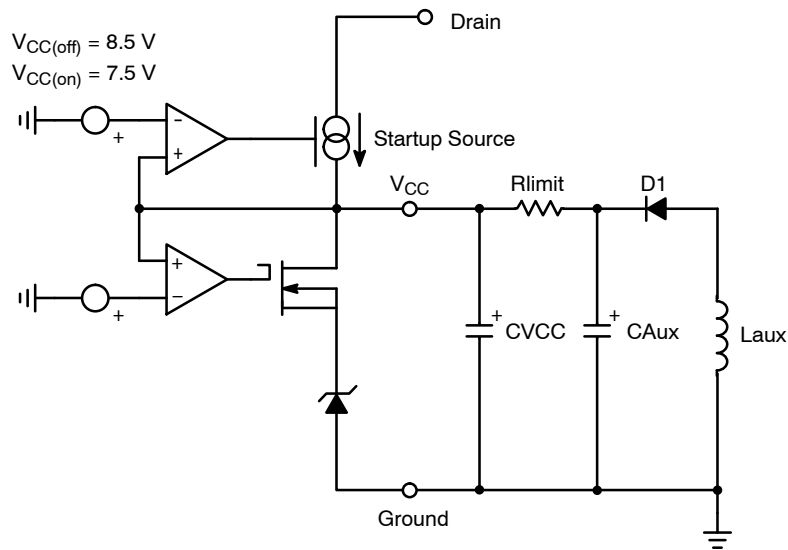 Drain
VCC(off) = 8.5 V
VCC(on) = 7.5 V
−
+
+
Startup Source
VCC
Rlimit
D1
+
−
+
+
CVCC
+
CAux
Laux
Ground